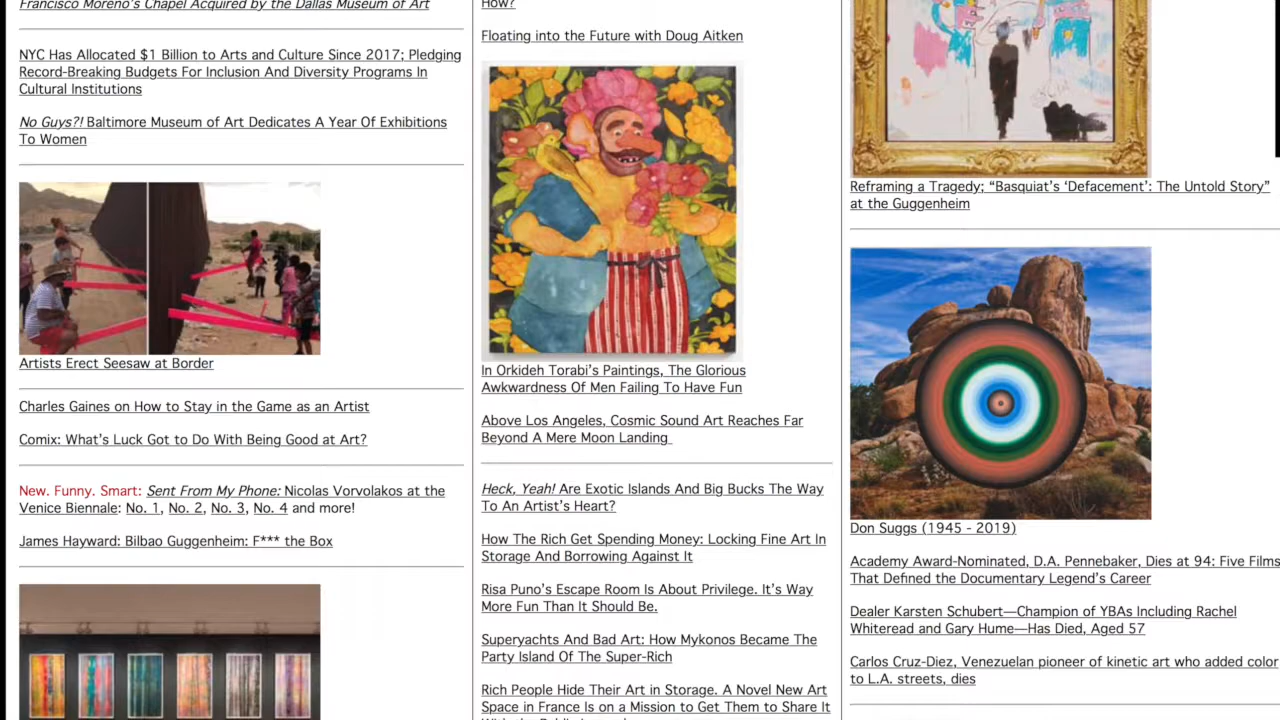 Francisco Moreno's Chapel Acquired by the Dallas Museum of Art
NYC Has Allocated $1 Billion to Arts and Culture Since 2017; Pledging
Record-Breaking Budgets For Inclusion And Diversity Programs In
Cultural Institutions
No Guys?! Baltimore Museum of Art Dedicates A Year Of Exhibitions
To Women
Artists Erect Seesaw at Border
Charles Gaines on How to Stay in the Game as an Artist
Comix: What's Luck Got to Do With Being Good at Art?
New. Funny. Smart: Sent From My Phone: Nicolas Vorvolakos at the
Venice Biennale: No. 1, No. 2, No. 3, No. 4 and more!
James Hayward: Bilbao Guggenheim: F*** the Box
How?
Floating into the Future with Doug Aitken
In Orkideh Torabi's Paintings, The Glorious
Awkwardness Of Men Failing To Have Fun
Above Los Angeles, Cosmic Sound Art Reaches Far
Beyond A Mere Moon Landing
Heck, Yeah! Are Exotic Islands And Big Bucks The Way
To An Artist's Heart?
How The Rich Get Spending Money: Locking Fine Art In
Storage And Borrowing Against It
Risa Puno's Escape Room Is About Privilege. It's Way
More Fun Than It Should Be.
Superyachts And Bad Art: How Mykonos Became The
Party Island Of The Super-Rich
Rich People Hide Their Art in Storage. A Novel New Art
Space in France Is on a Mission to Get Them to Share It
Reframing a Tragedy; “Basquiat's ‘Defacement’: The Untold Story”
at the Guggenheim
Don Suggs (1945 - 2019)
Academy Award-Nominated, D.A. Pennebaker, Dies at 94: Five Films
That Defined the Documentary Legend's Career
Dealer Karsten Schubert—Champion of YBAs Including Rachel
Whiteread and Gary Hume—Has Died, Aged 57
Carlos Cruz-Diez, Venezuelan pioneer of kinetic art who added color
to L.A. streets, dies